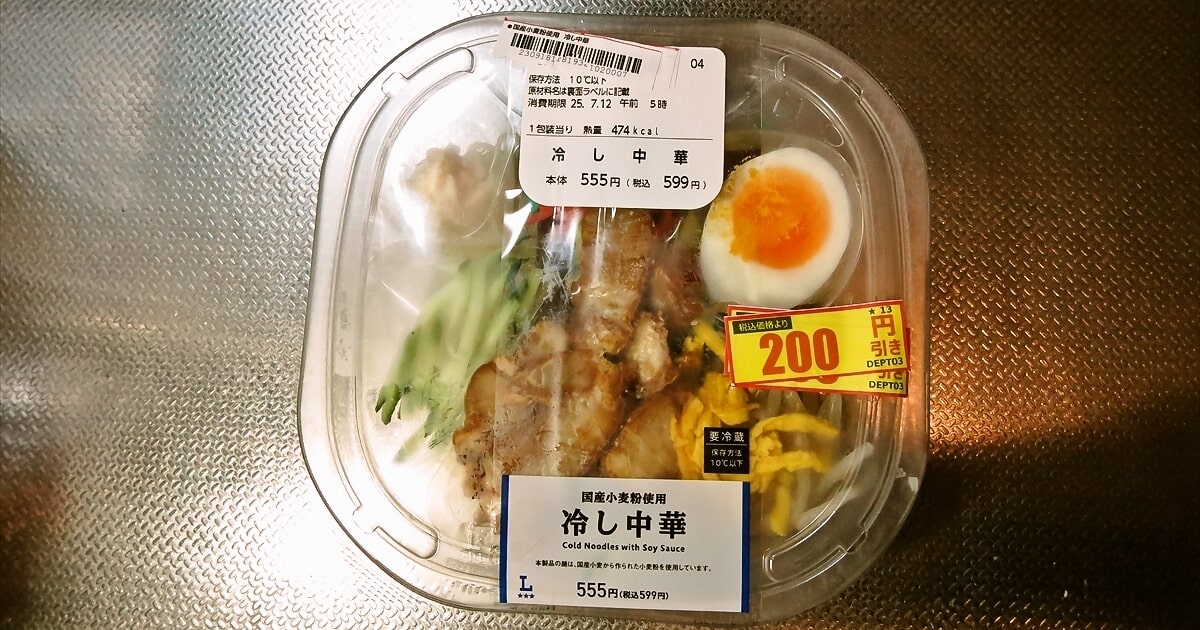 ●国産小麦粉使用 冷し中華
04
保存方法 10℃以下
原材料名は裏面ラベルに記載
消費期限 25. 7.12 午前 5時
1包装当り 熱量 474kcal
冷し中華
本体 555円(税込 599円)
★ 13
税込価格より
200
円
引き
DEPT03
引き
DEPT03
要冷蔵
保存方法
10℃以下
国産小麦粉使用
冷し中華
Cold Noodles with Soy Sauce
本製品の麺は、国産小麦から作られた小麦粉を使用しています。
L
★★★
555円(税込599円)